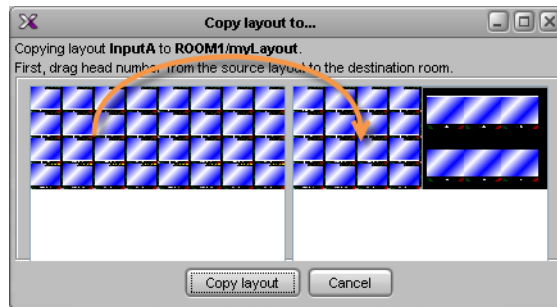 Copy layout to...
Copying layout InputA to ROOM1/myLayout.
First, drag head number from the source layout to the destination room.
Copy layout
Cancel